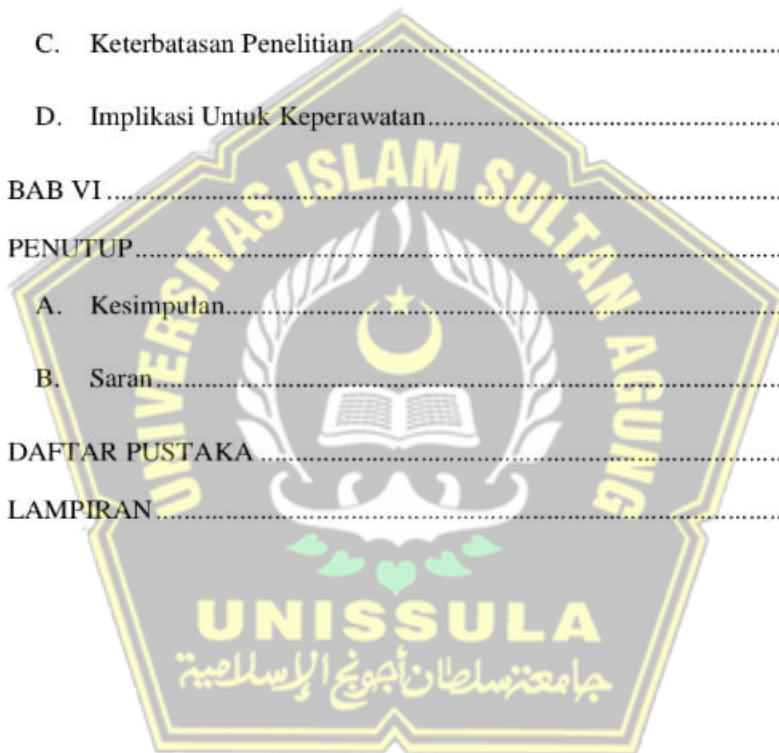 C. Keterbatasan Penelitian ................................................................
D. Implikasi Untuk Keperawatan................................................................
BAB VI ................................................................
PENUTUP................................................................
A. Kesimpulan................................................................
B. Saran................................................................
DAFTAR PUSTAKA ................................................................
LAMPIRAN................................................................
UNIVERSITAS ISLAM SULTAN AGUNG
UNISSULA
جامعة سلطان أجونج الإسلامية